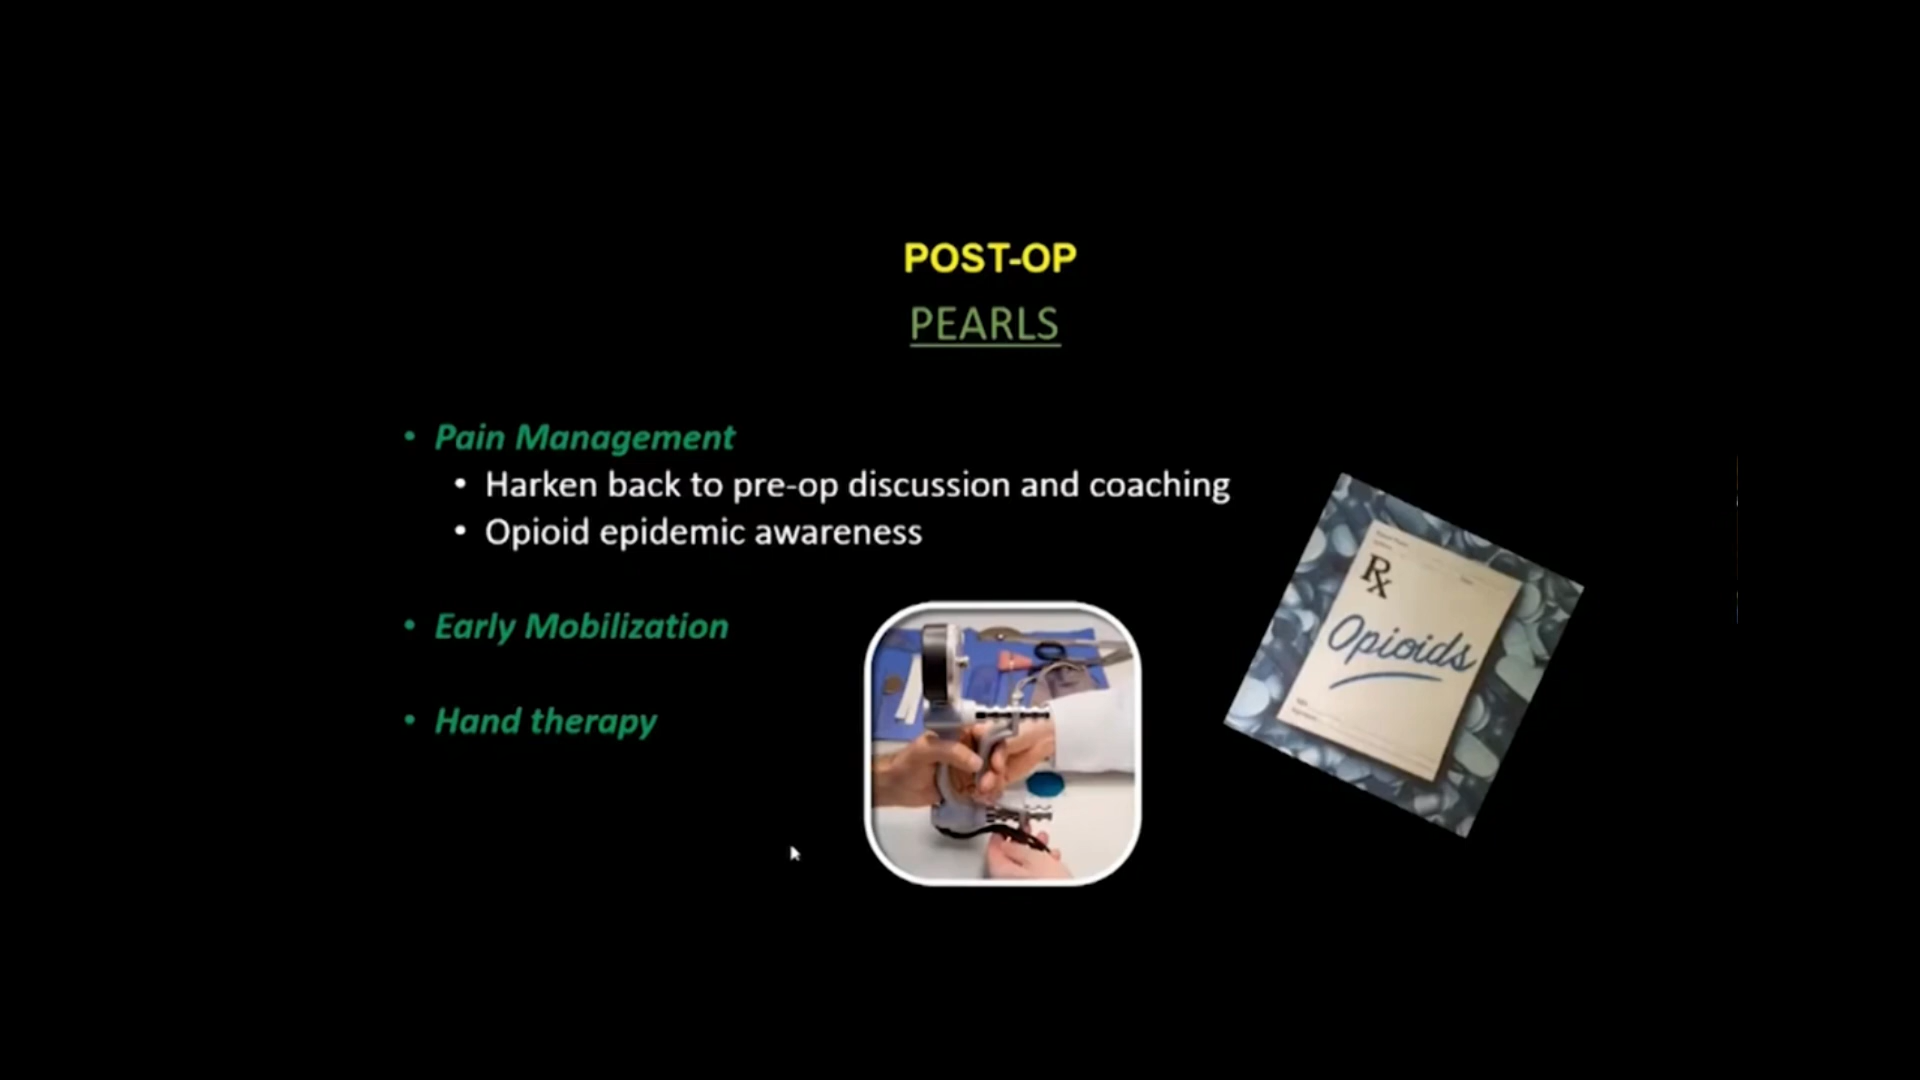 POST-OP
PEARLS
• Pain Management
• Harken back to pre-op discussion and coaching
• Opioid epidemic awareness
• Early Mobilization
• Hand therapy
Rx
Opioids